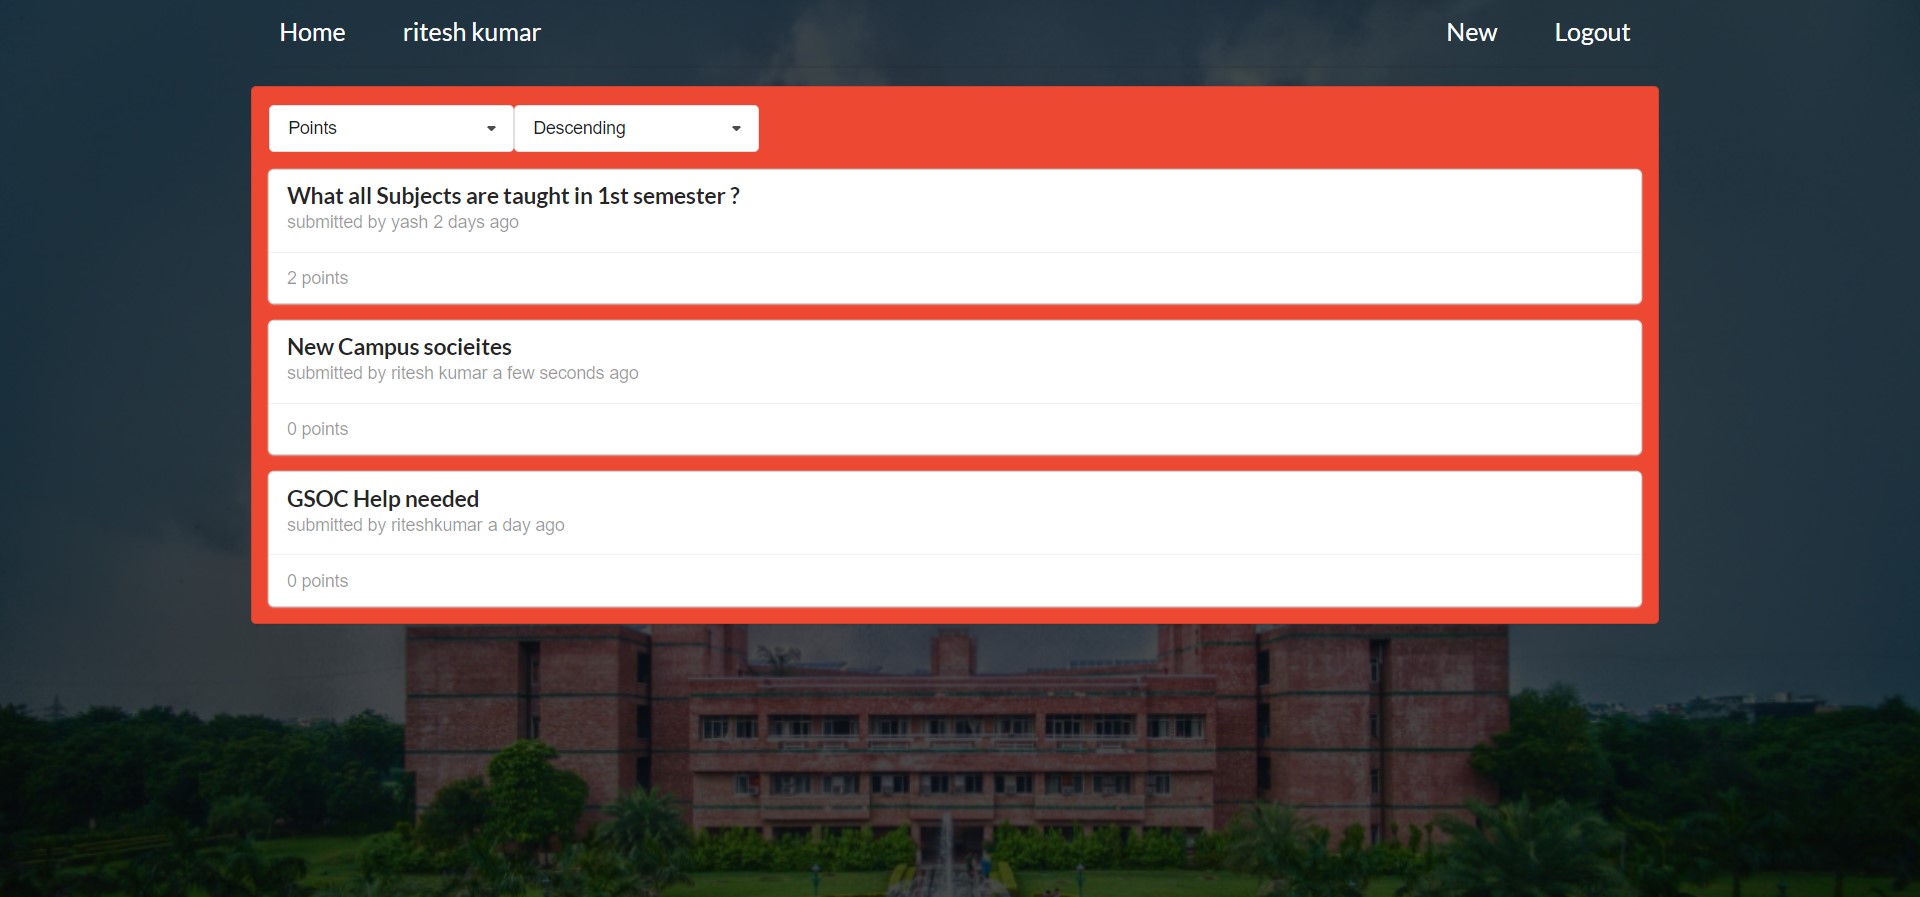 Home ritesh kumar New Logout
Points Descending
What all Subjects are taught in 1st semester ?
submitted by yash 2 days ago
2 points
New Campus socieites
submitted by ritesh kumar a few seconds ago
0 points
GSOC Help needed
submitted by riteshkumar a day ago
0 points